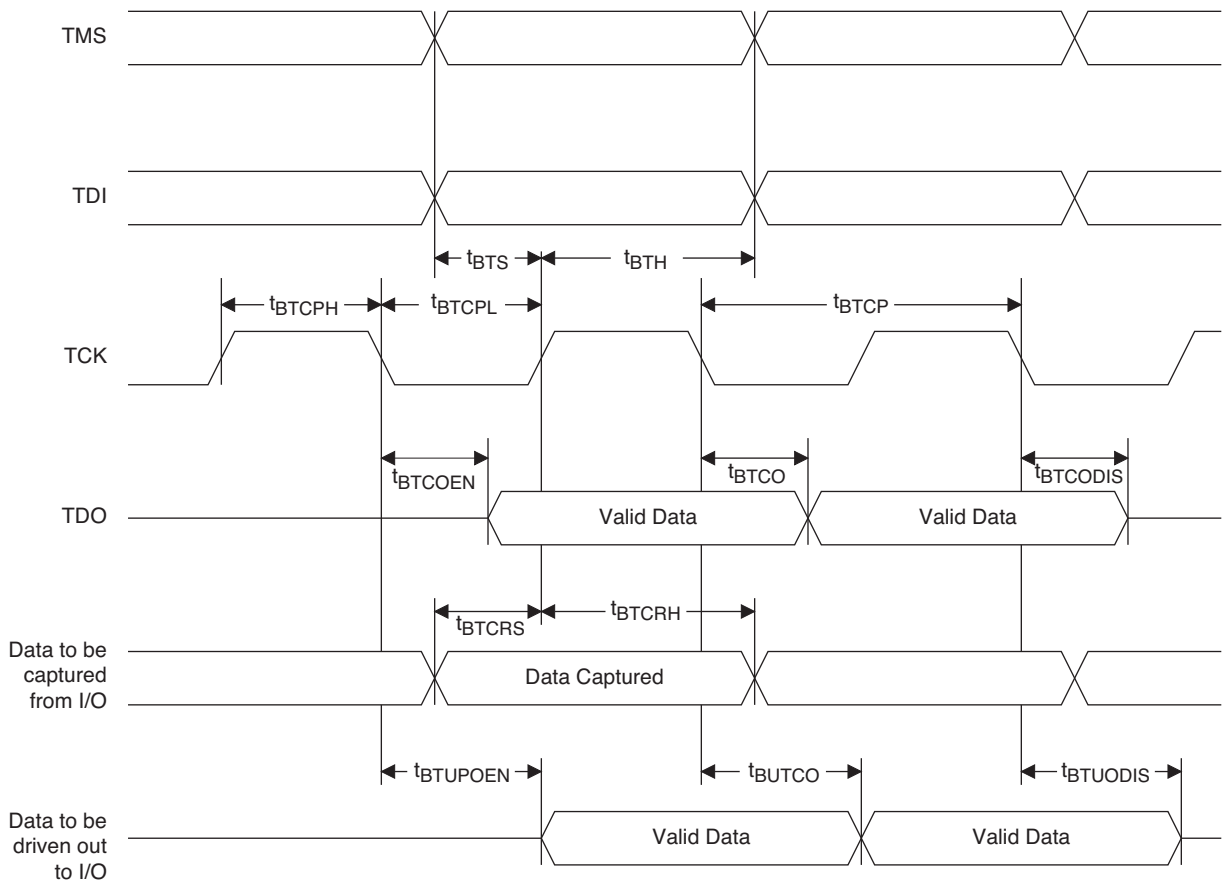 TMS
TDI
tBTS
tBTH
tBTCPH
tBTCPL
tBTCP
TCK
tBTCOEN
tBTCO
tBTCODIS
TDO
Valid Data
Valid Data
tBTCRS
tBTCRH
Data to be
captured
from I/O
Data Captured
tBTUPOEN
tBUTCO
tBTUODIS
Data to be
driven out
to I/O
Valid Data
Valid Data